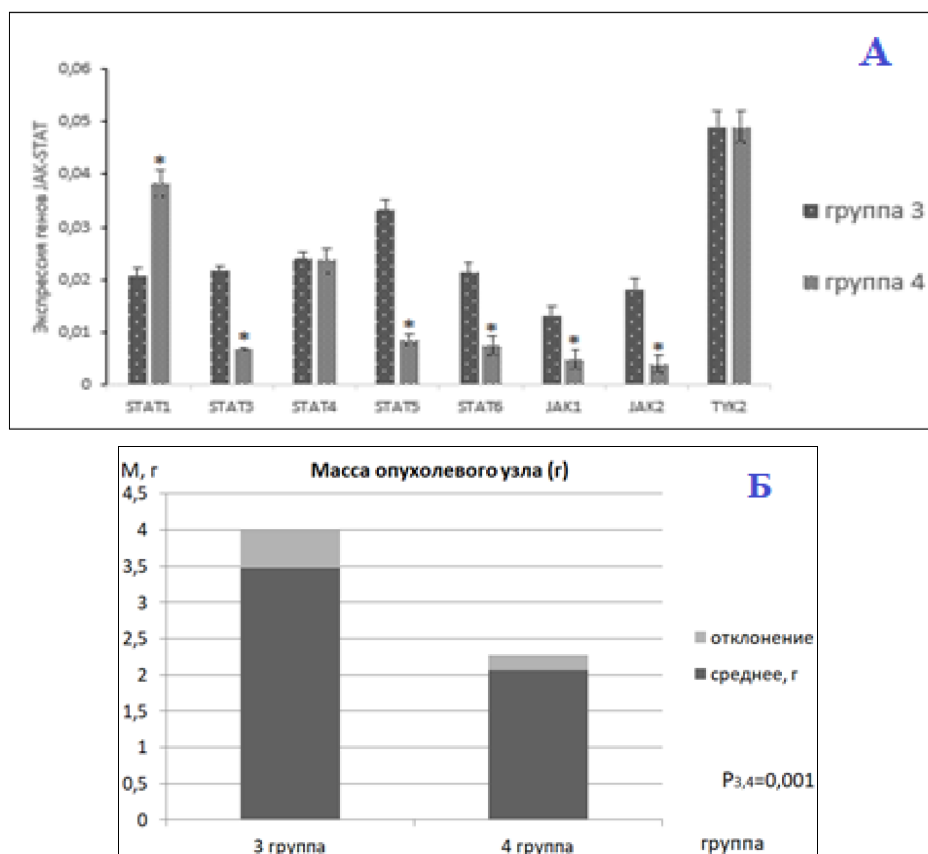 А
0,06
0,05
0,04
0,03
0,02
0,01
0
Экспрессия генов JAK-STAT
* * * * * *
STAT1 STAT3 STAT4 STAT5 STAT6 JAK1 JAK2 TYK2
группа 3
группа 4
М, г
Масса опухолевого узла (г)
Б
4,5
4
3,5
3
2,5
2
1,5
1
0,5
0
отклонение
среднее, г
P3,4=0,001
3 группа 4 группа группа